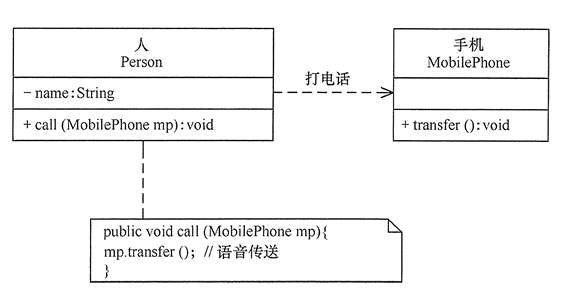 人
Person
- name:String
+ call (MobilePhone mp):void
打电话
手机
MobilePhone
+ transfer ():void
public void call (MobilePhone mp){
mp.transfer (); // 语音传送
}